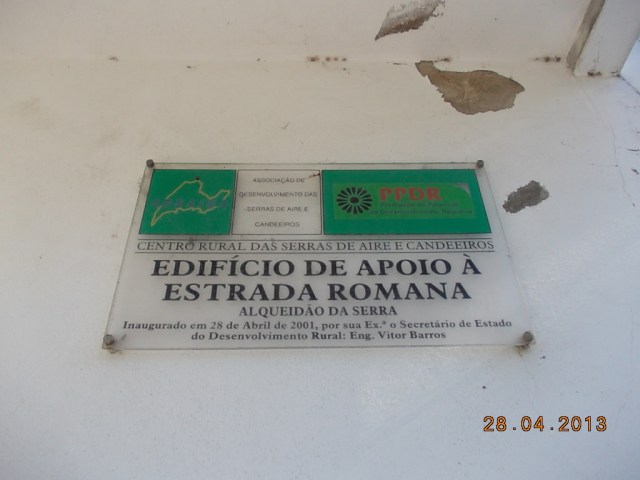 ASSOCIAÇÃO DE
DESENVOLVIMENTO DAS
SERRAS DE AIRE E
CANDEEIROS
PPDR
CENTRO RURAL DAS SERRAS DE AIRE E CANDEEIROS
EDIFÍCIO DE APOIO À
ESTRADA ROMANA
ALQUEIDÃO DA SERRA
Inaugurado em 28 de Abril de 2001, por sua Ex.ª o Secretário de Estado
do Desenvolvimento Rural: Eng. Vitor Barros
28.04.2013